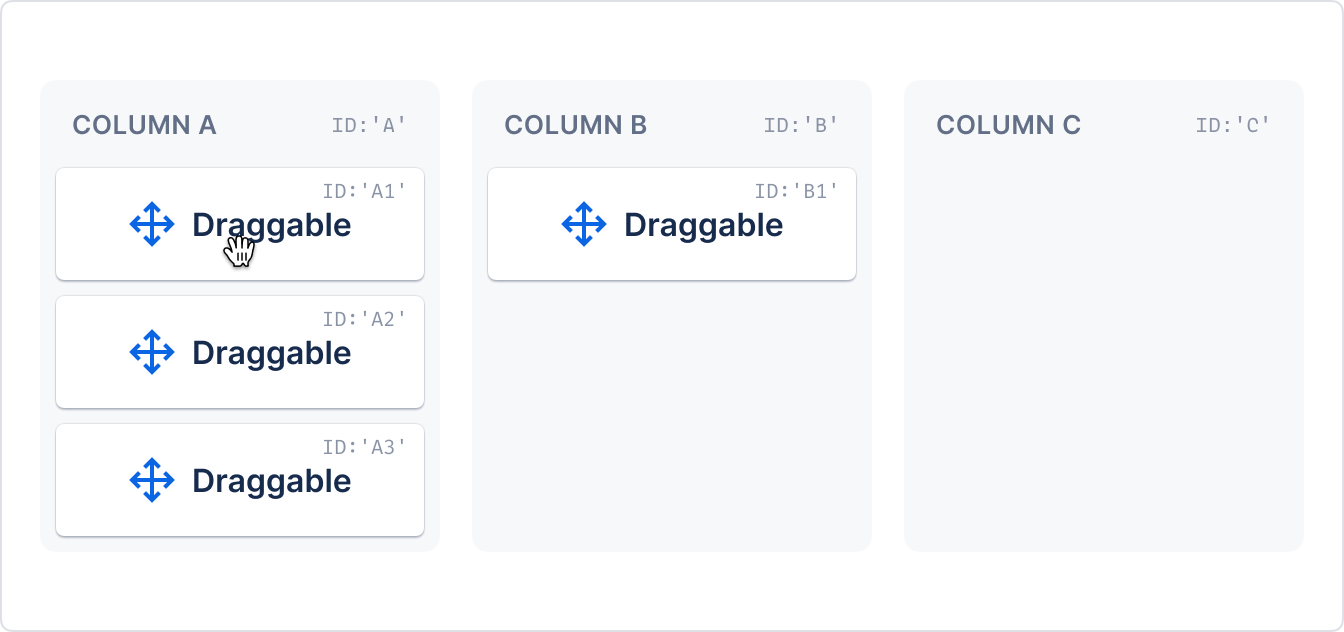 COLUMN A ID:'A'
ID:'A1'
Draggable
ID:'A2'
Draggable
ID:'A3'
Draggable
COLUMN B ID:'B'
ID:'B1'
Draggable
COLUMN C ID:'C'